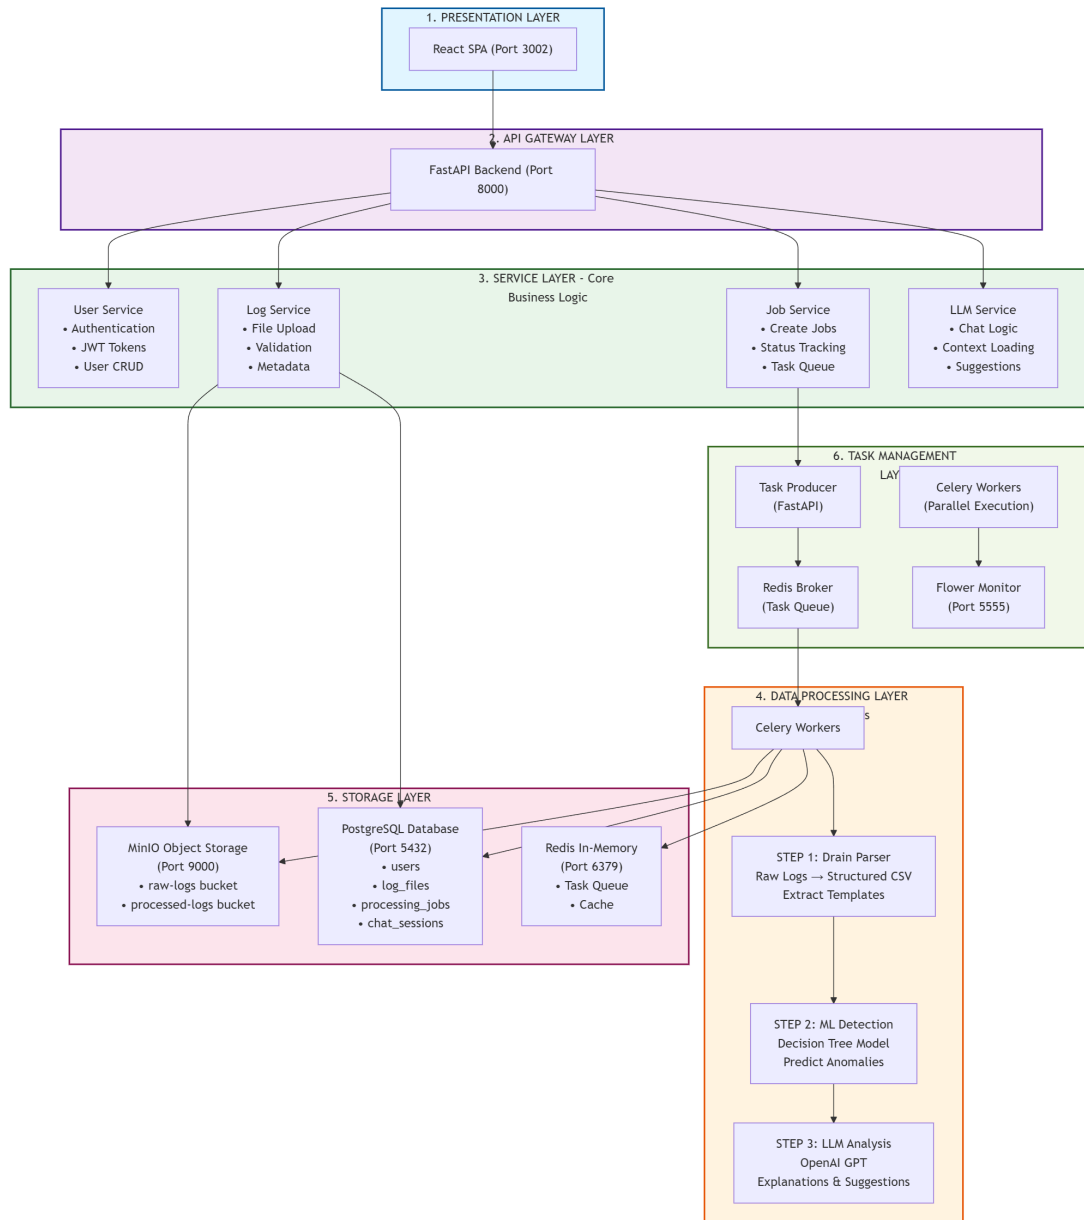 1. PRESENTATION LAYER
React SPA (Port 3002)
2. API GATEWAY LAYER
FastAPI Backend (Port
8000)
3. SERVICE LAYER - Core
Business Logic
User Service
• Authentication
• JWT Tokens
• User CRUD
Log Service
• File Upload
• Validation
• Metadata
Job Service
• Create Jobs
• Status Tracking
• Task Queue
LLM Service
• Chat Logic
• Context Loading
• Suggestions
6. TASK MANAGEMENT
Task Producer
(FastAPI)
Celery Workers
(Parallel Execution)
Redis Broker
(Task Queue)
Flower Monitor
(Port 5555)
4. DATA PROCESSING LAYER
Celery Workers
5. STORAGE LAYER
MinIO Object Storage
(Port 9000)
• raw-logs bucket
• processed-logs bucket
PostgreSQL Database
(Port 5432)
• users
• log_files
• processing_jobs
• chat_sessions
Redis In-Memory
(Port 6379)
• Task Queue
• Cache
STEP 1: Drain Parser
Raw Logs → Structured CSV
Extract Templates
STEP 2: ML Detection
Decision Tree Model
Predict Anomalies
STEP 3: LLM Analysis
OpenAI GPT
Explanations & Suggestions